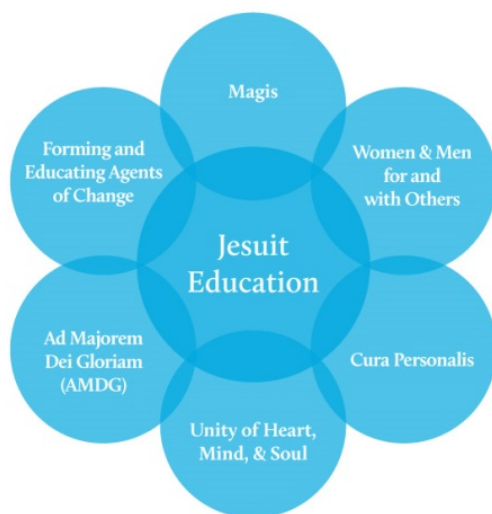 Magis
Forming and
Educating Agents
of Change
Women & Men
for and
with Others
Jesuit
Education
Ad Majorem
Dei Gloriam
(AMDG)
Cura Personalis
Unity of Heart,
Mind, & Soul